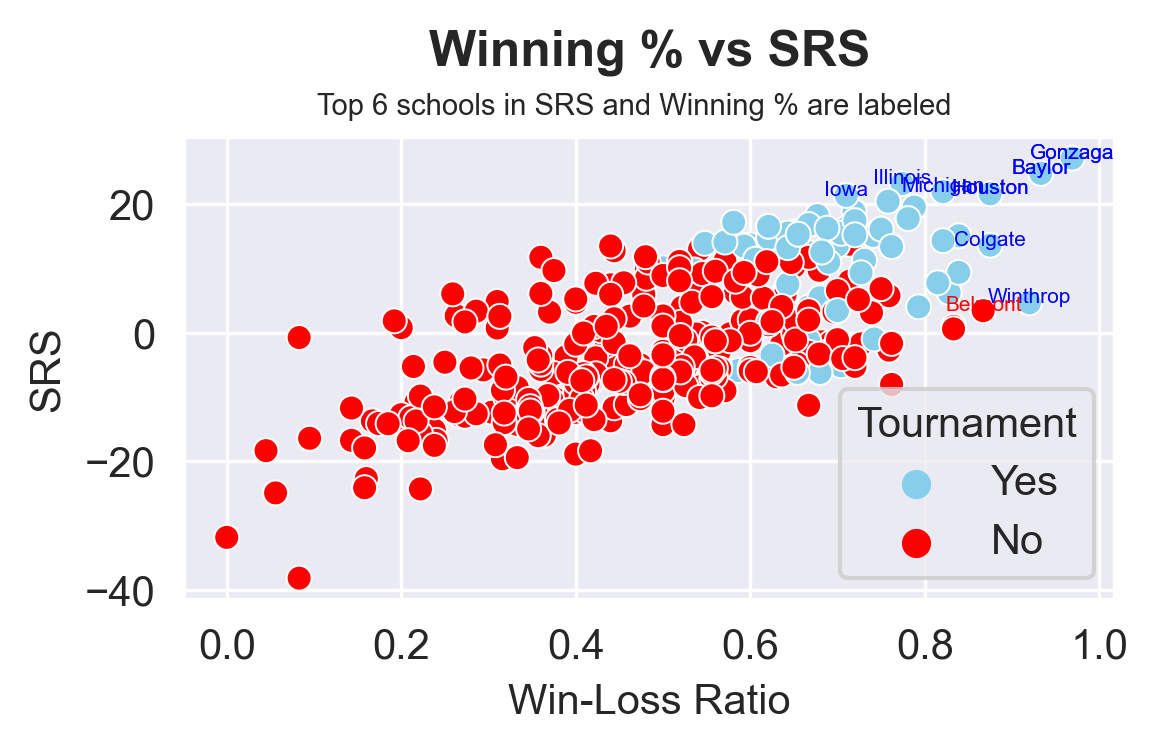 Winning % vs SRS
Top 6 schools in SRS and Winning % are labeled
Gonzaga
Baylor
Illinois
Iowa
Michigan
Houston
Colgate
Winthrop
Belmont
SRS
20
0
−20
−40
Tournament
Yes
No
0.0 0.2 0.4 0.6 0.8 1.0
Win-Loss Ratio